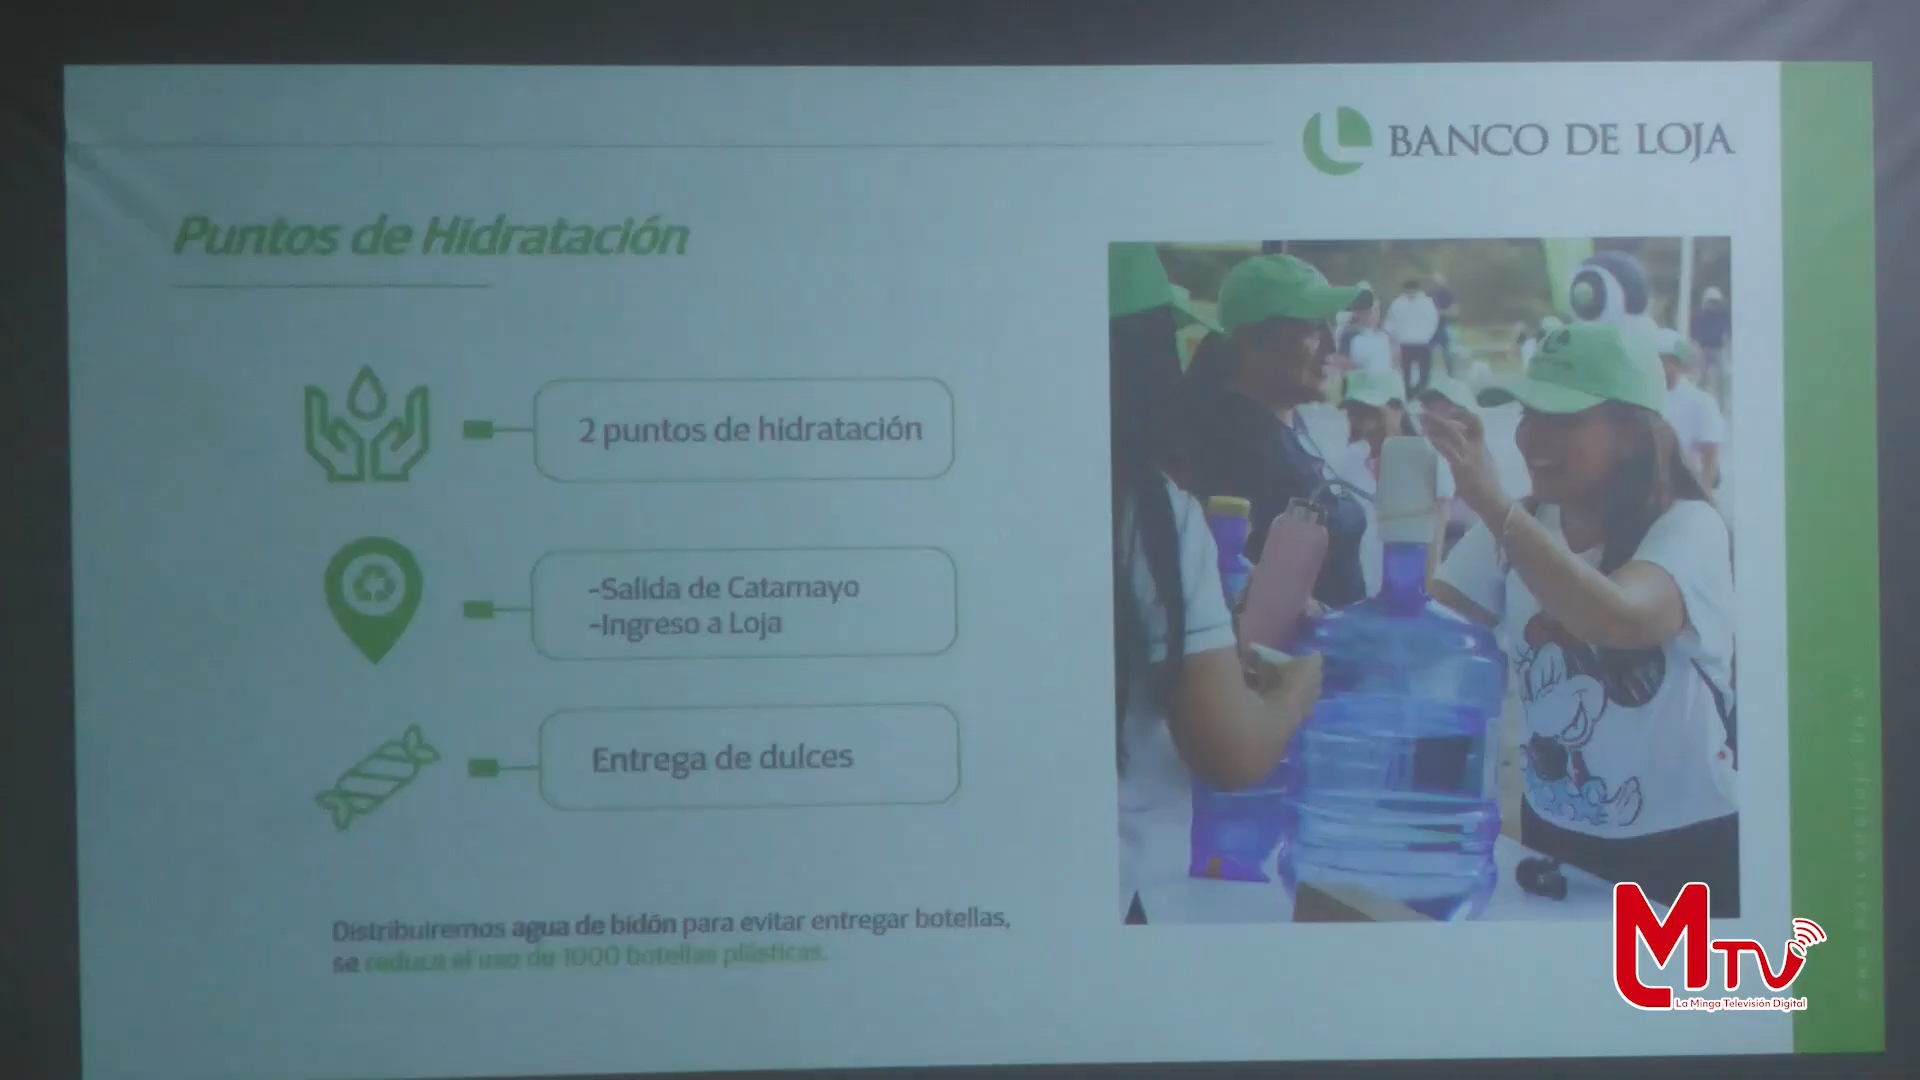 BANCO DE LOJA
Puntos de Hidratación
2 puntos de hidratación
-Salida de Catamayo
-Ingreso a Loja
Entrega de dulces
Distribuiremos agua de bidón para evitar entregar botellas,
se reduce el uso de 1000 botellas plásticas.
MTV
La Minga Televisión Digital